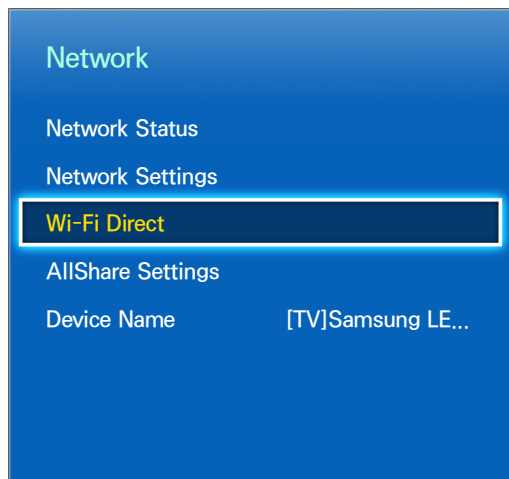 Network
Network Status
Network Settings
Wi-Fi Direct
AllShare Settings
Device Name [TV]Samsung LE...